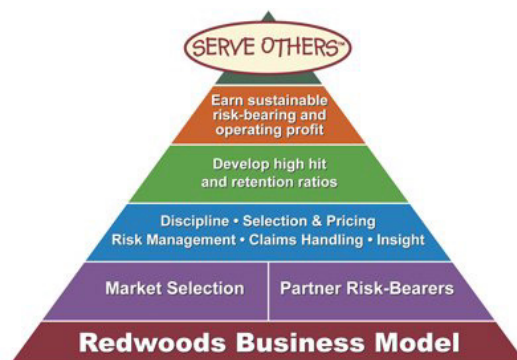 SERVE OTHERS™
Earn sustainable
risk-bearing and
operating profit
Develop high hit
and retention ratios
Discipline • Selection & Pricing
Risk Management • Claims Handling • Insight
Market Selection
Partner Risk-Bearers
Redwoods Business Model